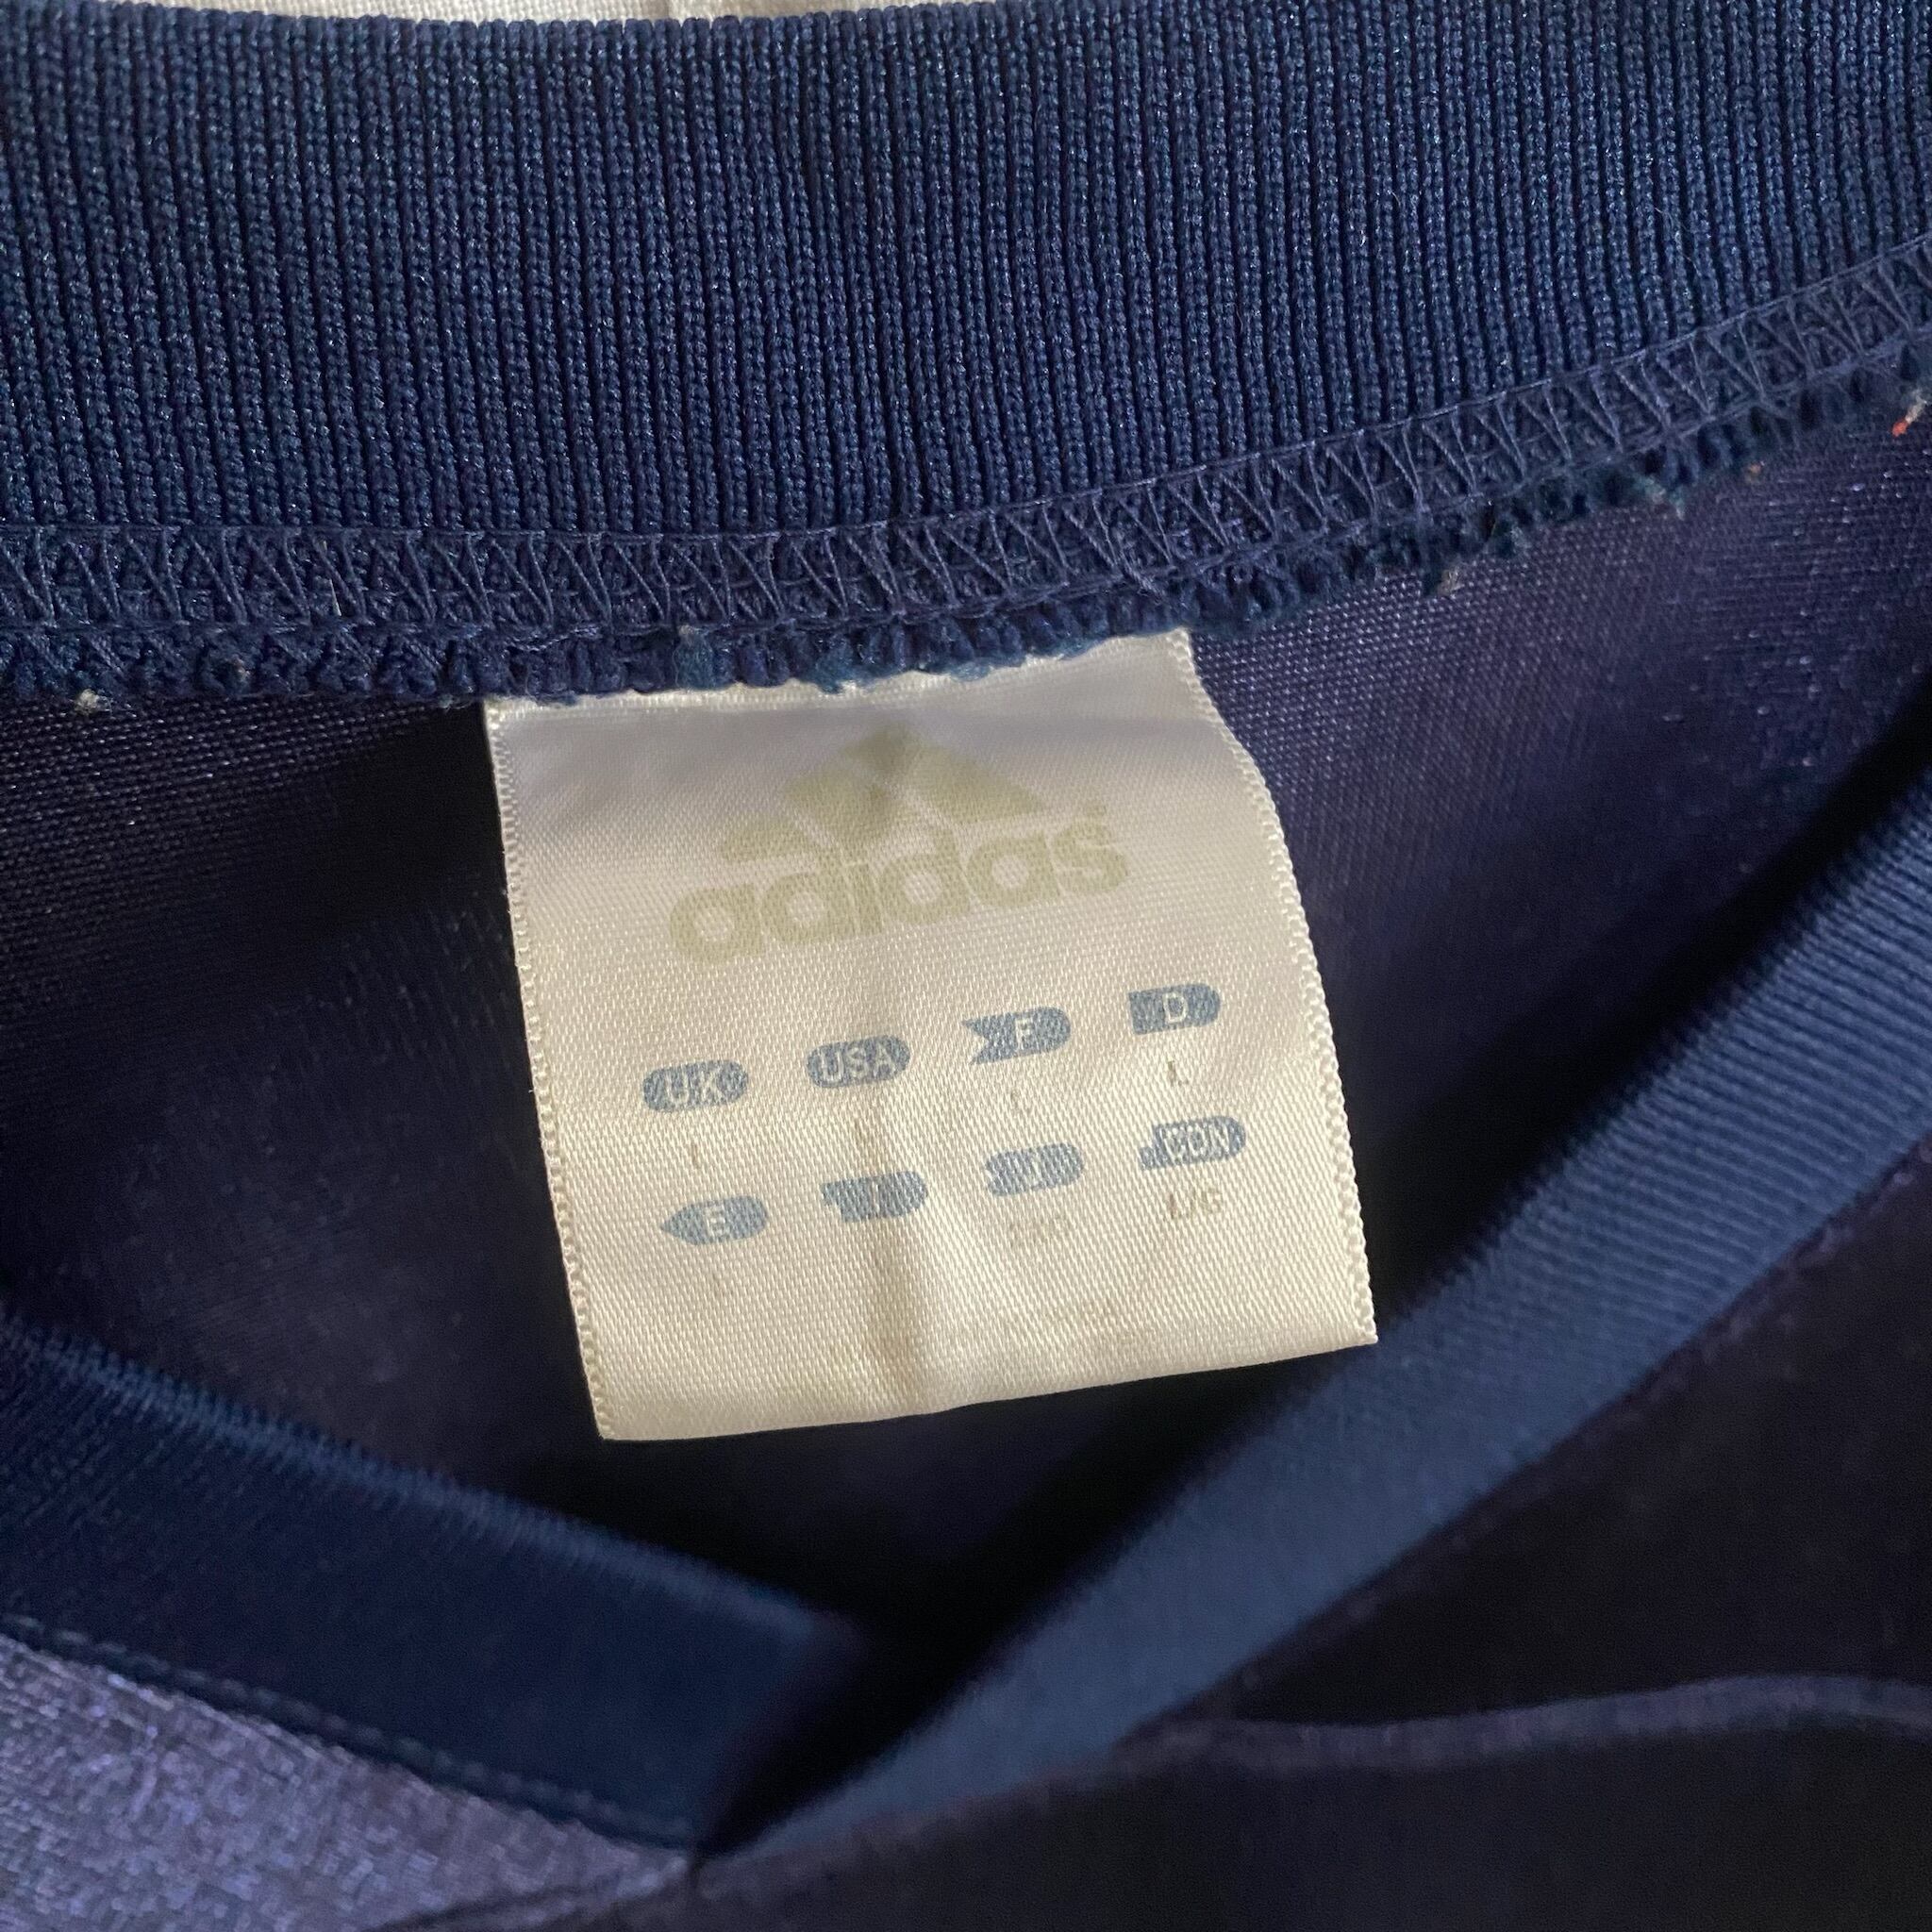 adidas
UK USA F D
L L L L
E I J CDN
L L/G